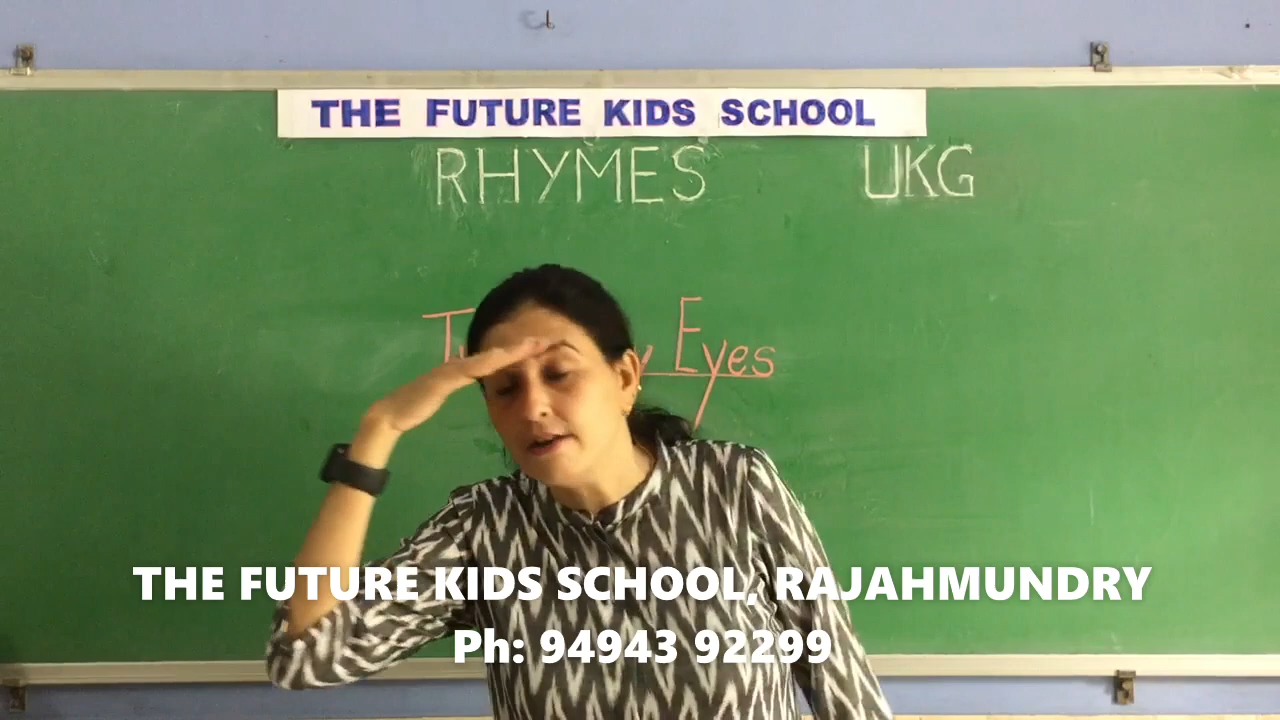 THE FUTURE KIDS SCHOOL
RHYMES UKG
Eyes
THE FUTURE KIDS SCHOOL, RAJAHMUNDRY
Ph: 94943 92299